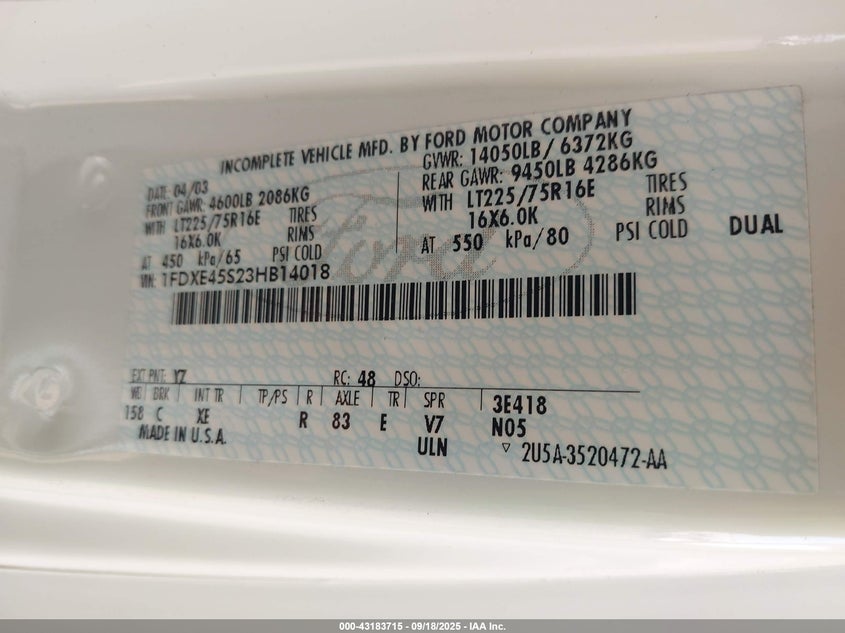 INCOMPLETE VEHICLE MFD. BY FORD MOTOR COMPANY
DATE: 04/03
GVWR: 14050LB/ 6372KG
FRONT GAWR: 4600LB 2086KG
REAR GAWR: 9450LB 4286KG
WITH LT225/75R16E TIRES
WITH LT225/75R16E TIRES
16X6.0K RIMS
16X6.0K RIMS
AT 450 kPa/65 PSI COLD
AT 550 kPa/80 PSI COLD DUAL
VIN: 1FDXE45S23HB14018
Ford
EXT PNT: YZ RC: 48 DSO:
WB BRK INT TR TP/PS R AXLE TR SPR 3E418
158 C XE R 83 E V7 N05
MADE IN U.S.A. ULN ▽ 2U5A-3520472-AA
000-43183715 - 09/18/2025 - IAA Inc.